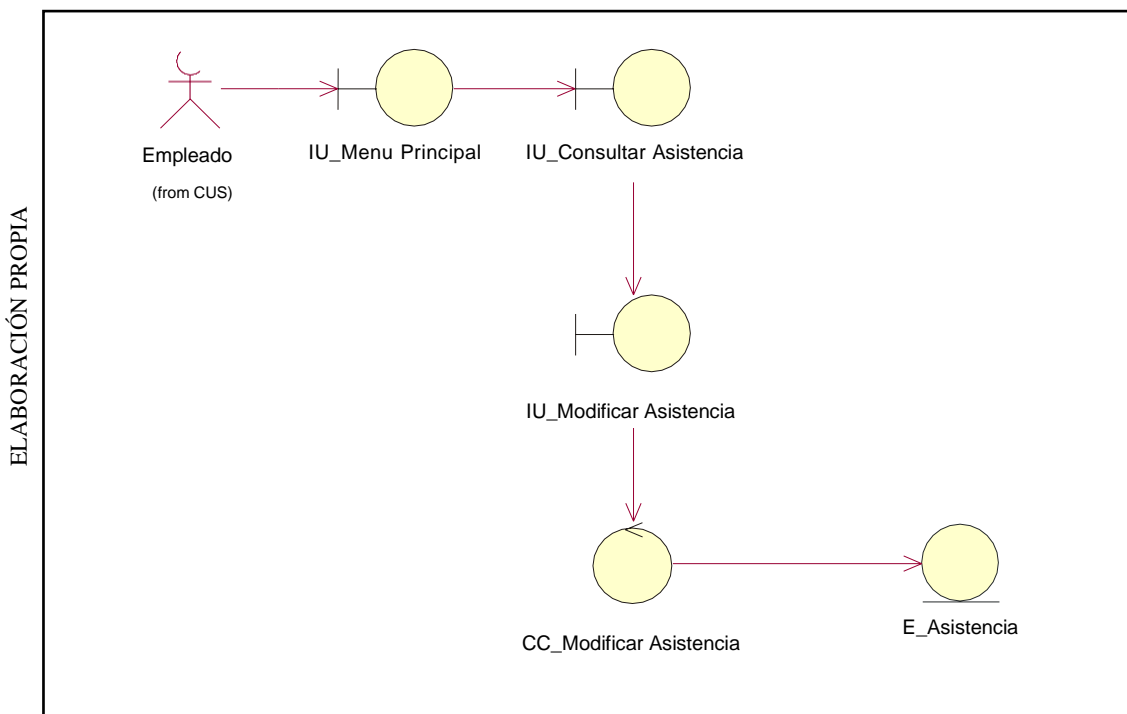 ELABORACIÓN PROPIA
Empleado
(from CUS)
IU_Menu Principal
IU_Consultar Asistencia
IU_Modificar Asistencia
CC_Modificar Asistencia
E_Asistencia